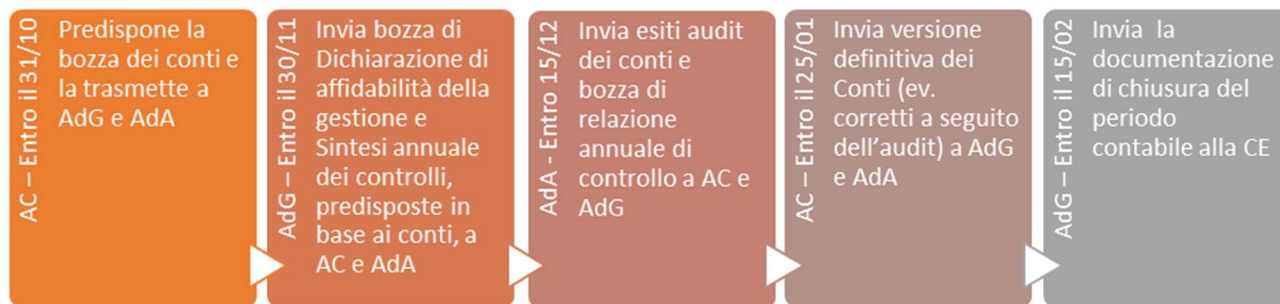 AC – Entro il 31/10
Predispone la
bozza dei conti e
la trasmette a
AdG e AdA
AdG – Entro il 30/11
Invia bozza di
Dichiarazione di
affidabilità della
gestione e
Sintesi annuale
dei controlli,
predisposte in
base ai conti, a
AC e AdA
AdA - Entro 15/12
Invia esiti audit
dei conti e
bozza di
relazione
annuale di
controllo a AC e
AdG
AC – Entro il 25/01
Invia versione
definitiva dei
Conti (ev.
corretti a seguito
dell'audit) a AdG
e AdA
AdG – Entro il 15/02
Invia la
documentazione
di chiusura del
periodo
contabile alla CE